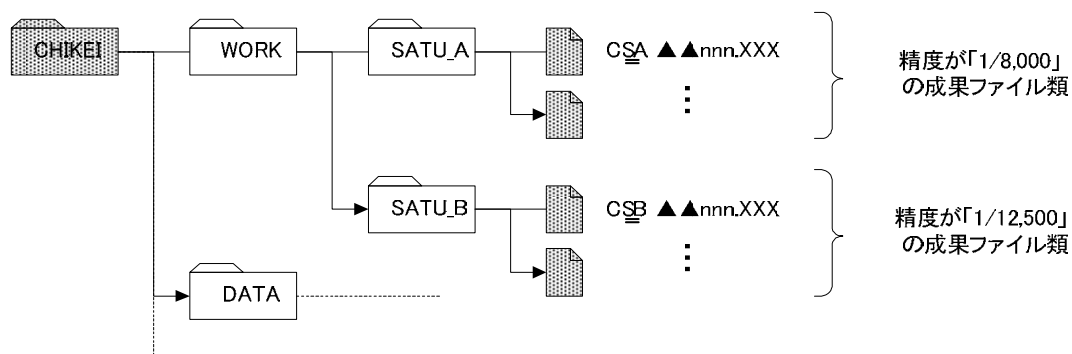 CHIKEI
WORK
SATU_A
CSA ▲▲nnn.XXX
⋮
精度が「1/8,000」
の成果ファイル類
SATU_B
CSB ▲▲nnn.XXX
⋮
精度が「1/12,500」
の成果ファイル類
DATA